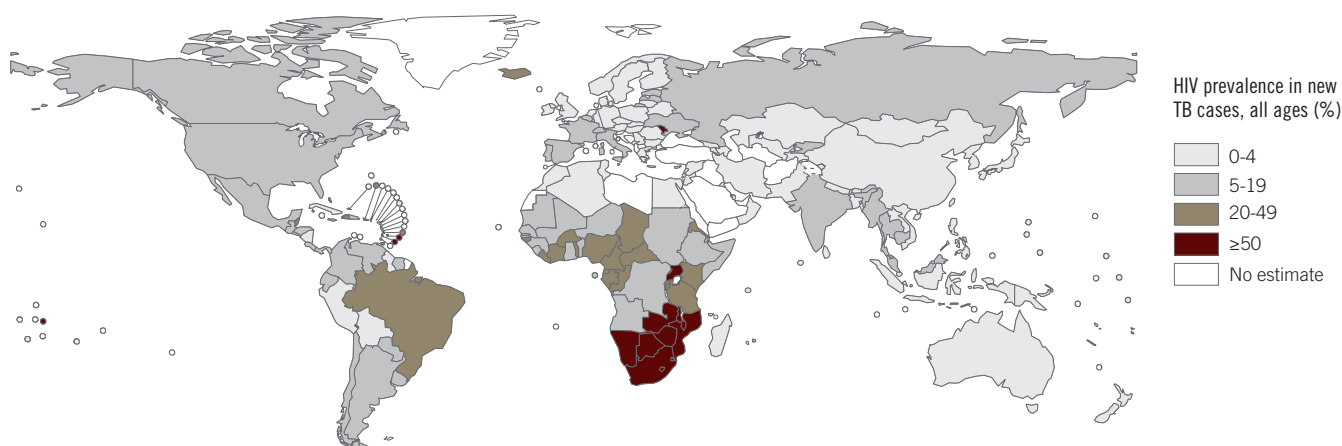 HIV prevalence in new
TB cases, all ages (%)
0-4
5-19
20-49
≥50
No estimate